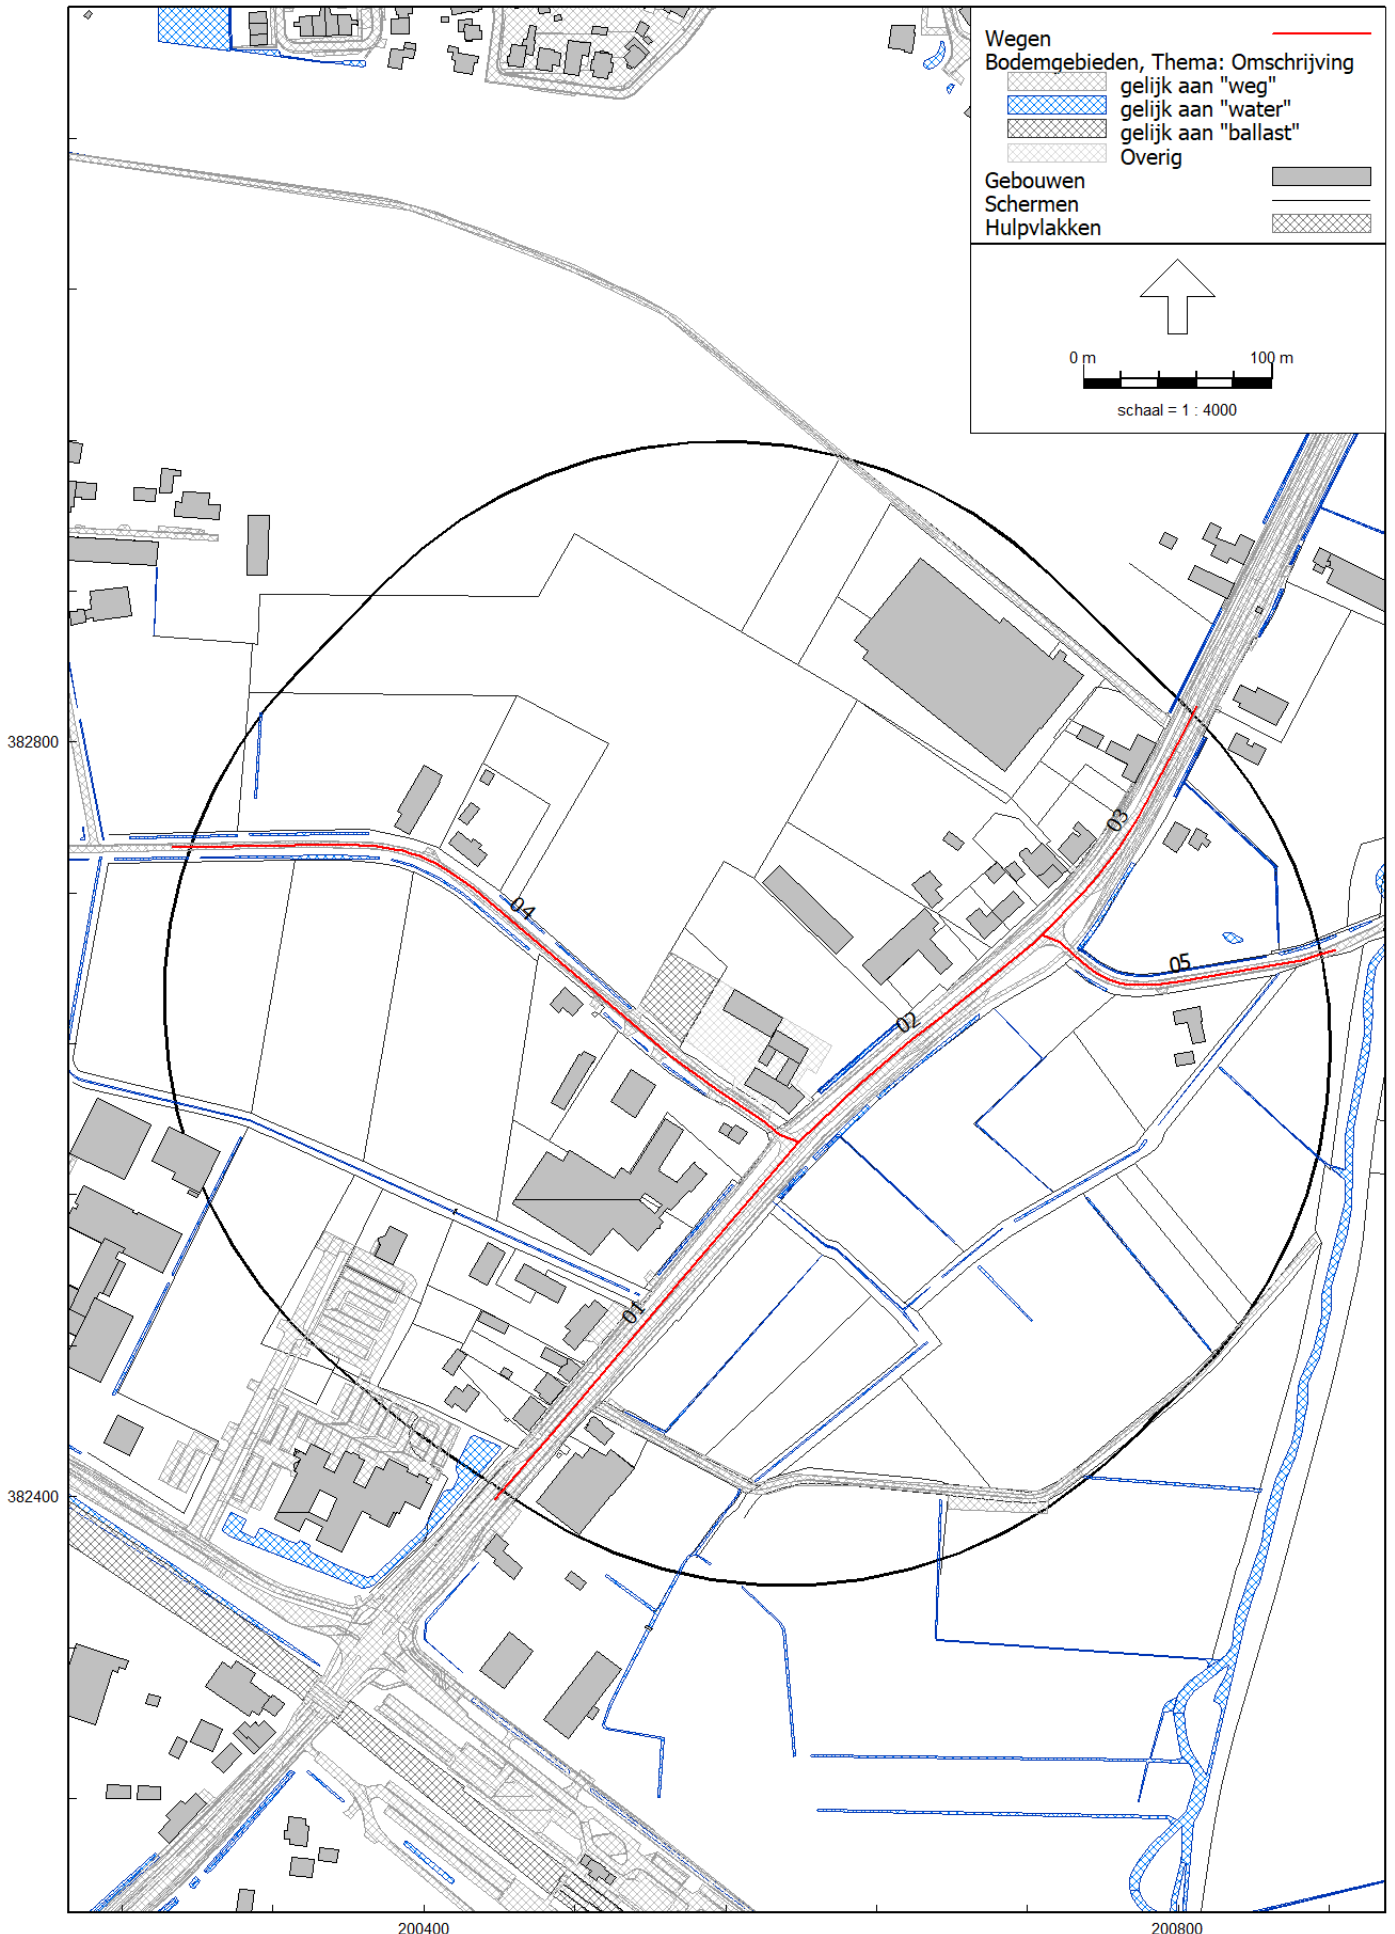 Wegen
Bodemgebieden, Thema: Omschrijving
gelijk aan "weg"
gelijk aan "water"
gelijk aan "ballast"
Overig
Gebouwen
Schermen
Hulpvlakken
0 m 100 m
schaal = 1 : 4000
382800
03
04
05
02
01
382400
200400 200800